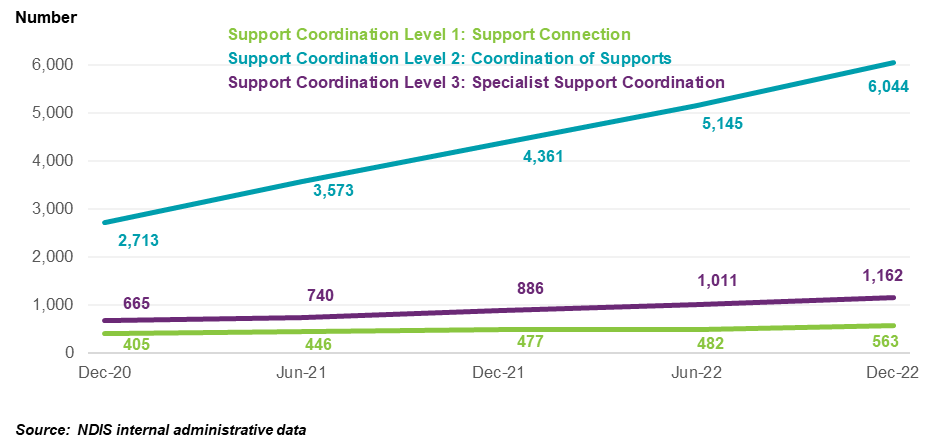 Number
Support Coordination Level 1: Support Connection
Support Coordination Level 2: Coordination of Supports
Support Coordination Level 3: Specialist Support Coordination
6,000
5,000
4,000
3,000
2,000
1,000
0
2,713
3,573
4,361
5,145
6,044
665
740
886
1,011
1,162
405
446
477
482
563
Dec-20
Jun-21
Dec-21
Jun-22
Dec-22
Source: NDIS internal administrative data